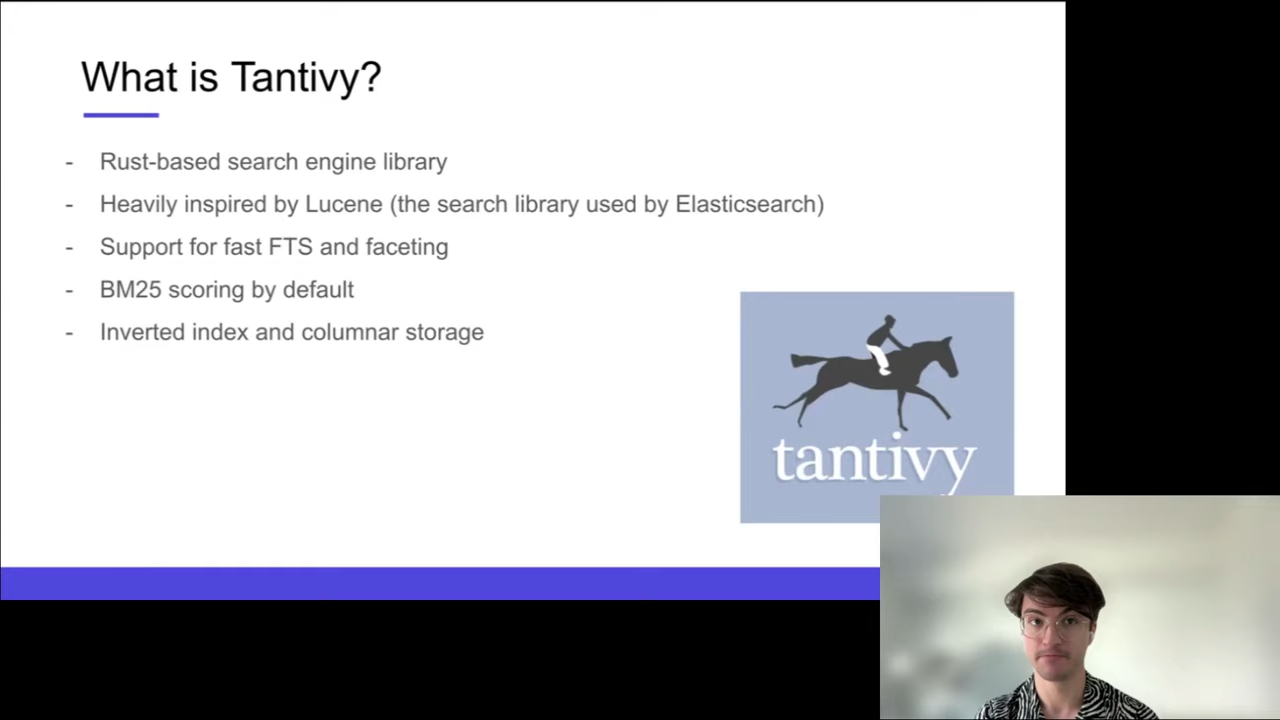 What is Tantivy?
- Rust-based search engine library
- Heavily inspired by Lucene (the search library used by Elasticsearch)
- Support for fast FTS and faceting
- BM25 scoring by default
- Inverted index and columnar storage
tantivy